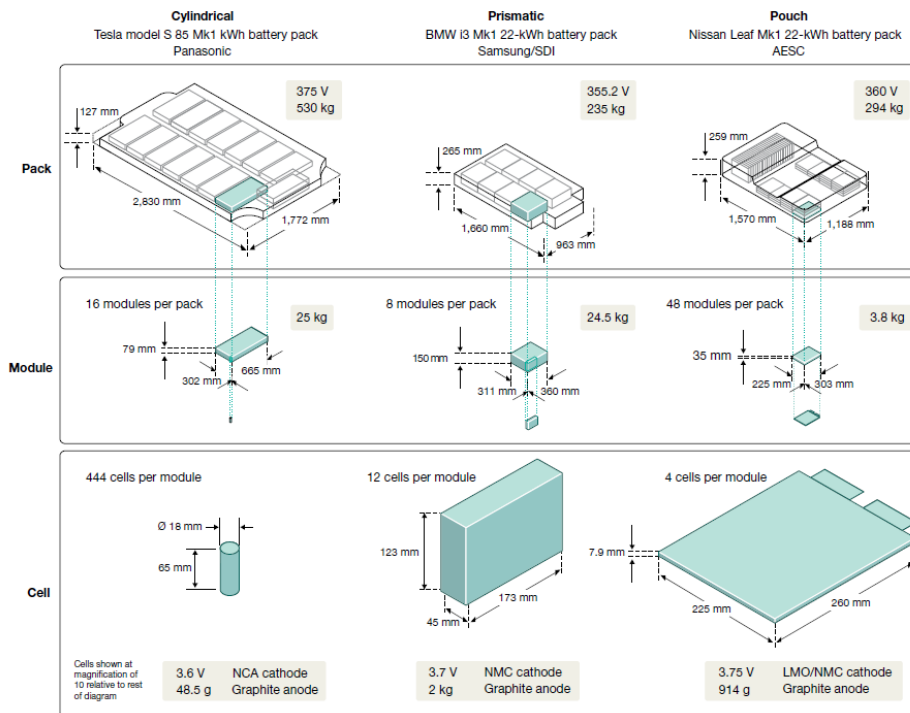 Cylindrical
Tesla model S 85 Mk1 kWh battery pack
Panasonic
Prismatic
BMW i3 Mk1 22-kWh battery pack
Samsung/SDI
Pouch
Nissan Leaf Mk1 22-kWh battery pack
AESC
Pack
375 V
530 kg
127 mm
2,830 mm
1,772 mm
355.2 V
235 kg
265 mm
1,660 mm
963 mm
360 V
294 kg
259 mm
1,570 mm
1,188 mm
Module
16 modules per pack
25 kg
79 mm
302 mm
665 mm
8 modules per pack
24.5 kg
150 mm
311 mm
360 mm
48 modules per pack
3.8 kg
35 mm
225 mm
303 mm
Cell
444 cells per module
Ø 18 mm
65 mm
12 cells per module
123 mm
45 mm
173 mm
4 cells per module
7.9 mm
225 mm
260 mm
Cells shown at
magnification of
10 relative to rest
of diagram
3.6 V NCA cathode
48.5 g Graphite anode
3.7 V NMC cathode
2 kg Graphite anode
3.75 V LMO/NMC cathode
914 g Graphite anode